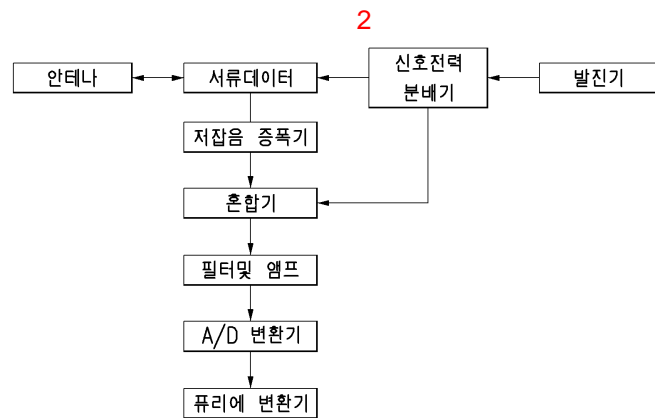 2
안테나
서류데이터
신호전력
분배기
발진기
저잡음 증폭기
혼합기
필터및 앰프
A/D 변환기
퓨리에 변환기